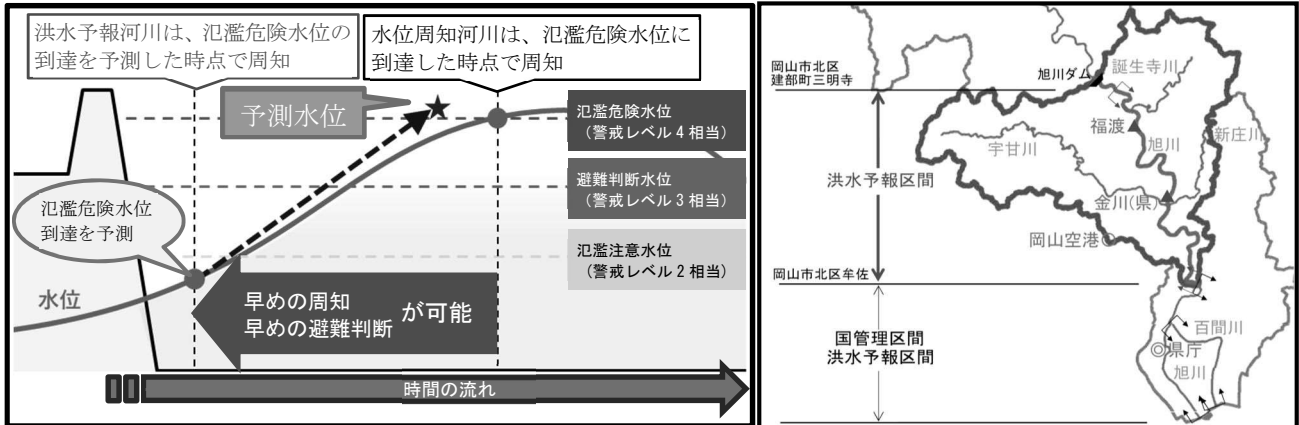 洪水予報河川は、氾濫危険水位の
到達を予測した時点で周知
水位周知河川は、氾濫危険水位に
到達した時点で周知
予測水位
氾濫危険水位
(警戒レベル4相当)
避難判断水位
(警戒レベル3相当)
氾濫注意水位
(警戒レベル2相当)
氾濫危険水位
到達を予測
水位
早めの周知
早めの避難判断
が可能
時間の流れ
岡山市北区
建部町三明寺
旭川ダム
誕生寺川
福渡
旭川
新庄川
宇甘川
洪水予報区間
金川(県)
岡山空港
岡山市北区牟佐
国管理区間
洪水予報区間
百間川
県庁
旭川